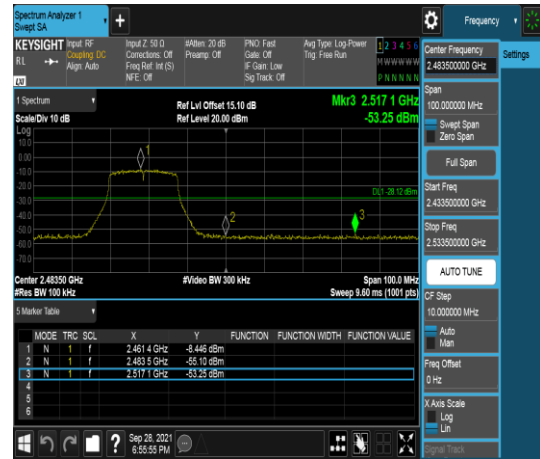 Spectrum Analyzer 1
Swept SA
+
Frequency
KEYSIGHT
RL
LXI
Input: RF
Coupling: DC
Align: Auto
Input Z: 50 Ω
Corrections: Off
Freq Ref: Int (S)
NFE: Off
#Atten: 20 dB
Preamp: Off
PNO: Fast
Gate: Off
IF Gain: Low
Sig Track: Off
Avg Type: Log-Power
Trig: Free Run
1 2 3 4 5 6
M W W W W W
P N N N N N
1 Spectrum
Scale/Div 10 dB
Ref Lvl Offset 15.10 dB
Ref Level 20.00 dBm
Mkr3 2.517 1 GHz
-53.25 dBm
Log
10.0
0.00
-10.0
-20.0
-30.0
-40.0
-50.0
-60.0
-70.0
1
2
3
DL1 -28.12 dBm
Center 2.48350 GHz
#Res BW 100 kHz
#Video BW 300 kHz
Span 100.0 MHz
Sweep 9.60 ms (1001 pts)
5 Marker Table
MODE TRC SCL X Y FUNCTION FUNCTION WIDTH FUNCTION VALUE
1 N 1 f 2.461 4 GHz -8.446 dBm
2 N 1 f 2.483 5 GHz -55.10 dBm
3 N 1 f 2.517 1 GHz -53.25 dBm
4
5
6
Sep 28, 2021
6:55:55 PM
?
Center Frequency
2.483500000 GHz
Settings
Span
100.000000 MHz
Swept Span
Zero Span
Full Span
Start Freq
2.433500000 GHz
Stop Freq
2.533500000 GHz
AUTO TUNE
CF Step
10.000000 MHz
Auto
Man
Freq Offset
0 Hz
X Axis Scale
Log
Lin
Signal Track